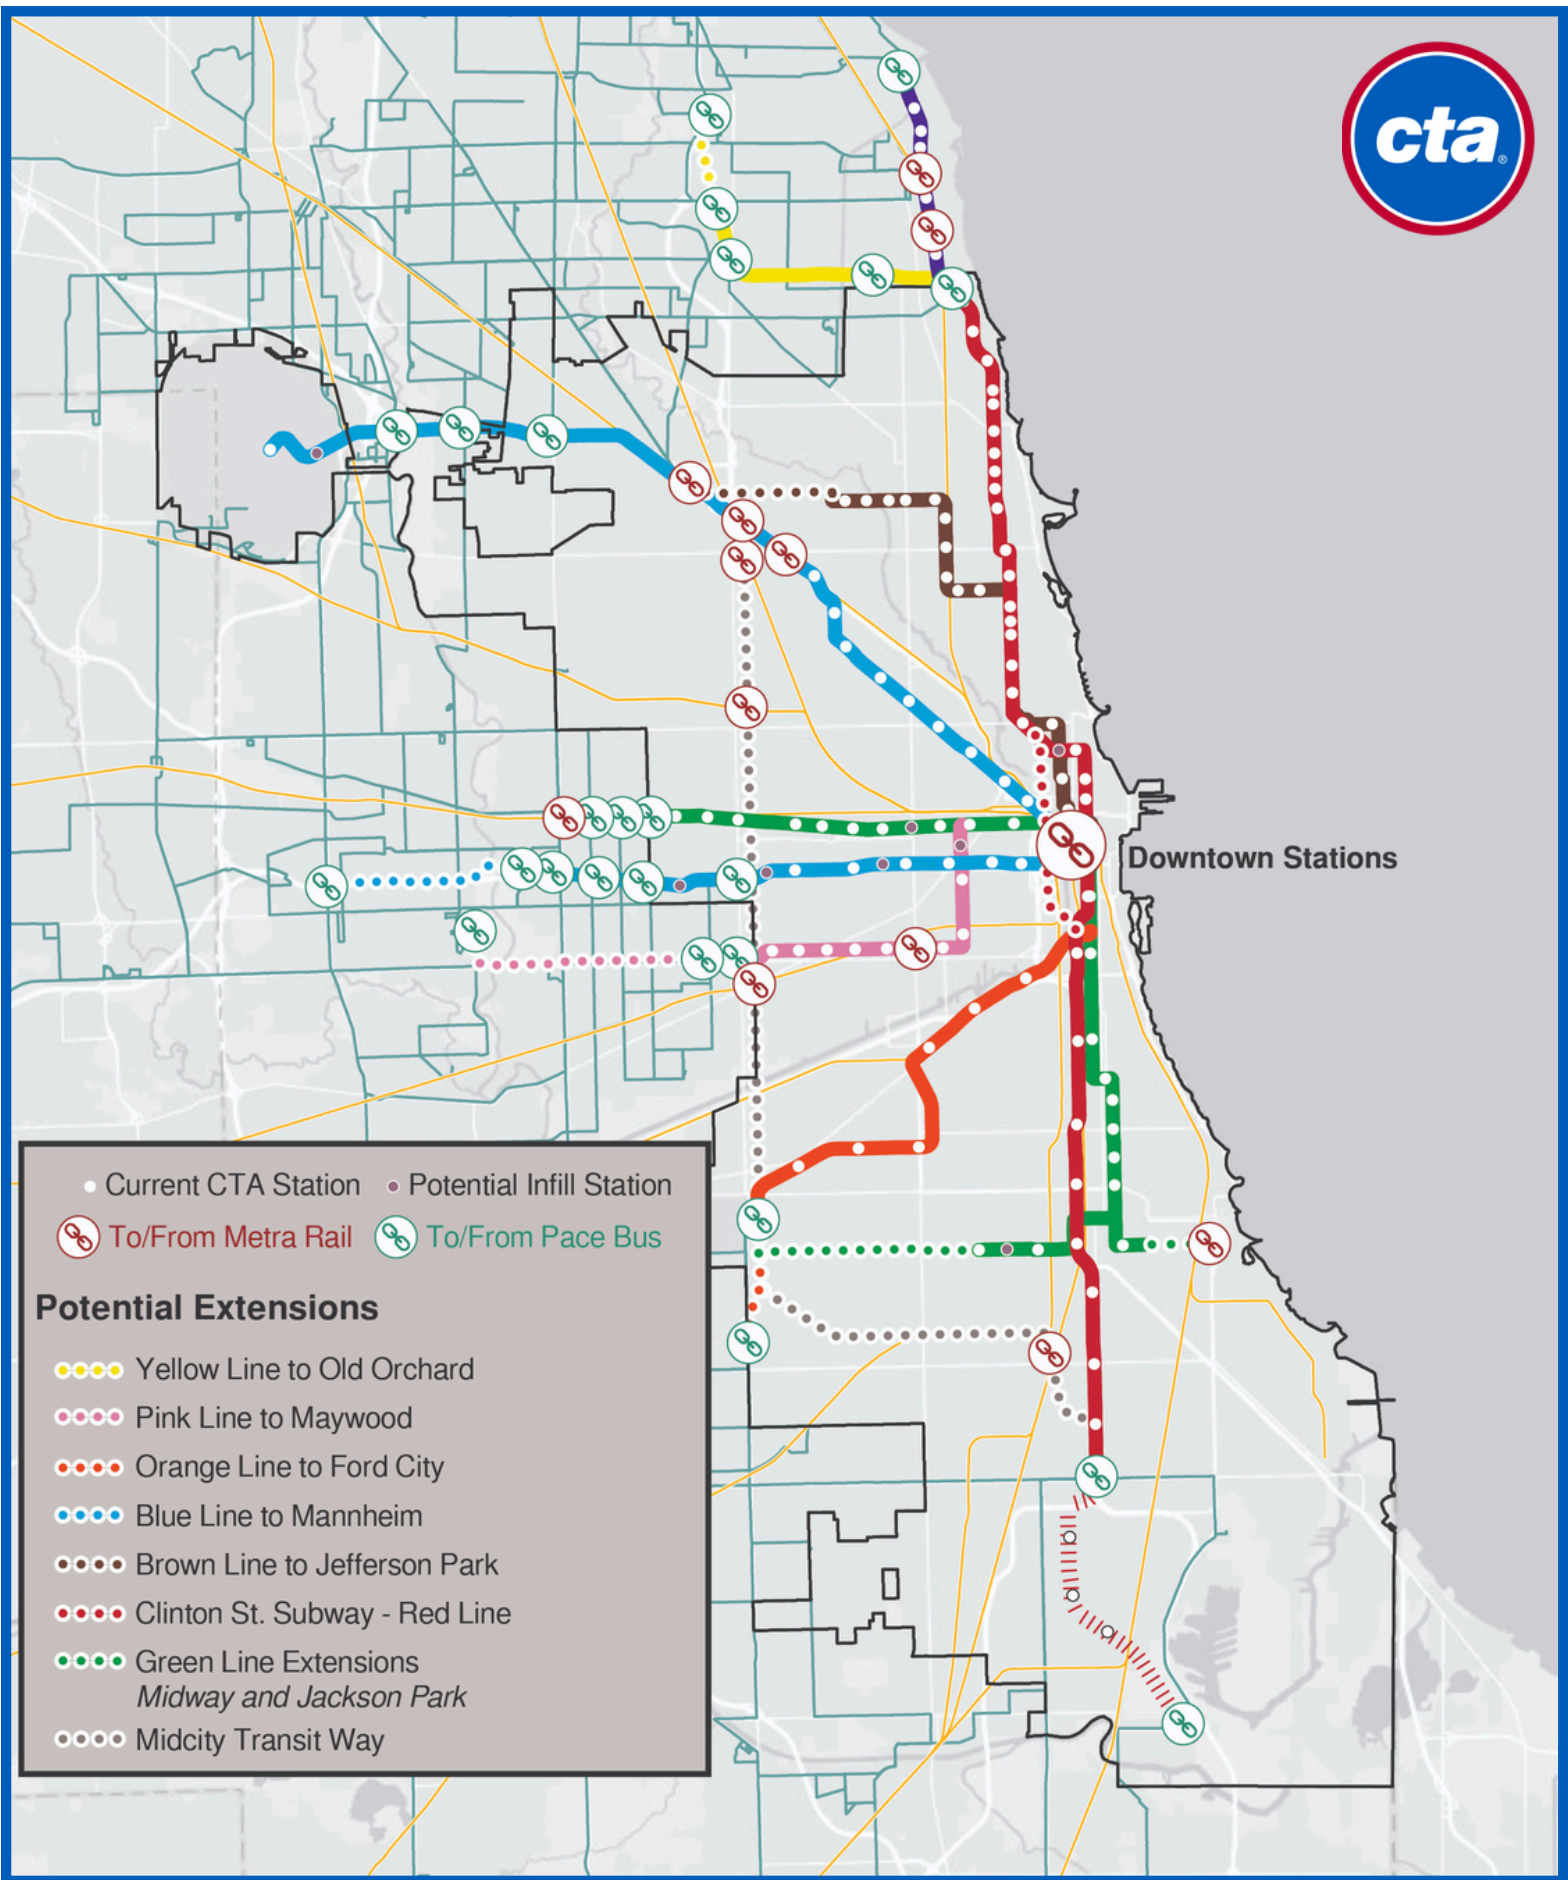 cta®
Downtown Stations
Current CTA Station
Potential Infill Station
To/From Metra Rail
To/From Pace Bus
Potential Extensions
Yellow Line to Old Orchard
Pink Line to Maywood
Orange Line to Ford City
Blue Line to Mannheim
Brown Line to Jefferson Park
Clinton St. Subway - Red Line
Green Line Extensions
Midway and Jackson Park
Midcity Transit Way